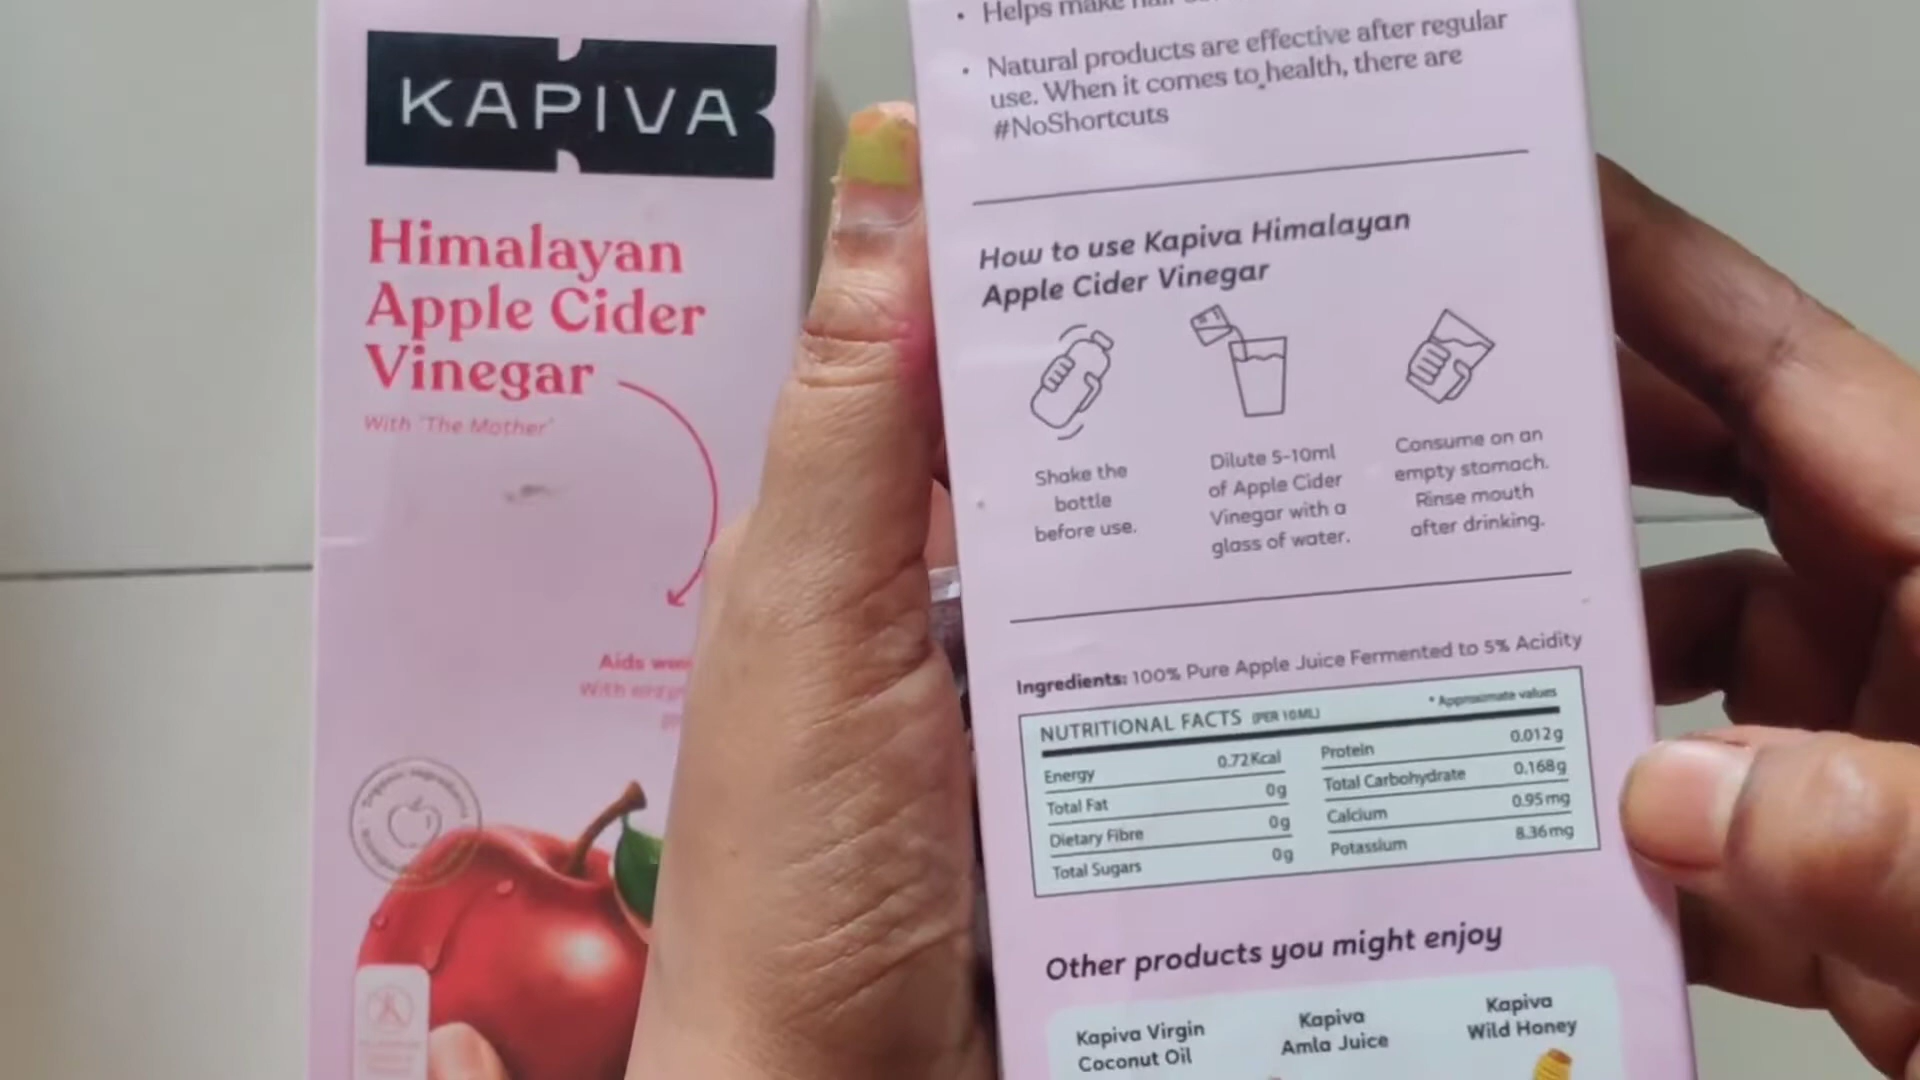 KAPIVA
Himalayan
Apple Cider
Vinegar
With 'The Mother'
Aids
With
Helps make
• Natural products are effective after regular
use. When it comes to health, there are
#NoShortcuts
How to use Kapiva Himalayan
Apple Cider Vinegar
Shake the
bottle
before use.
Dilute 5-10ml
of Apple Cider
Vinegar with a
glass of water.
Consume on an
empty stomach.
Rinse mouth
after drinking.
Ingredients: 100% Pure Apple Juice Fermented to 5% Acidity
NUTRITIONAL FACTS (PER 10ML)
* Approximate values
Energy 0.72Kcal
Total Fat 0g
Dietary Fibre 0g
Total Sugars 0g
Protein 0.012g
Total Carbohydrate 0.168g
Calcium 0.95mg
Potassium 8.36mg
Other products you might enjoy
Kapiva Virgin
Coconut Oil
Kapiva
Amla Juice
Kapiva
Wild Honey